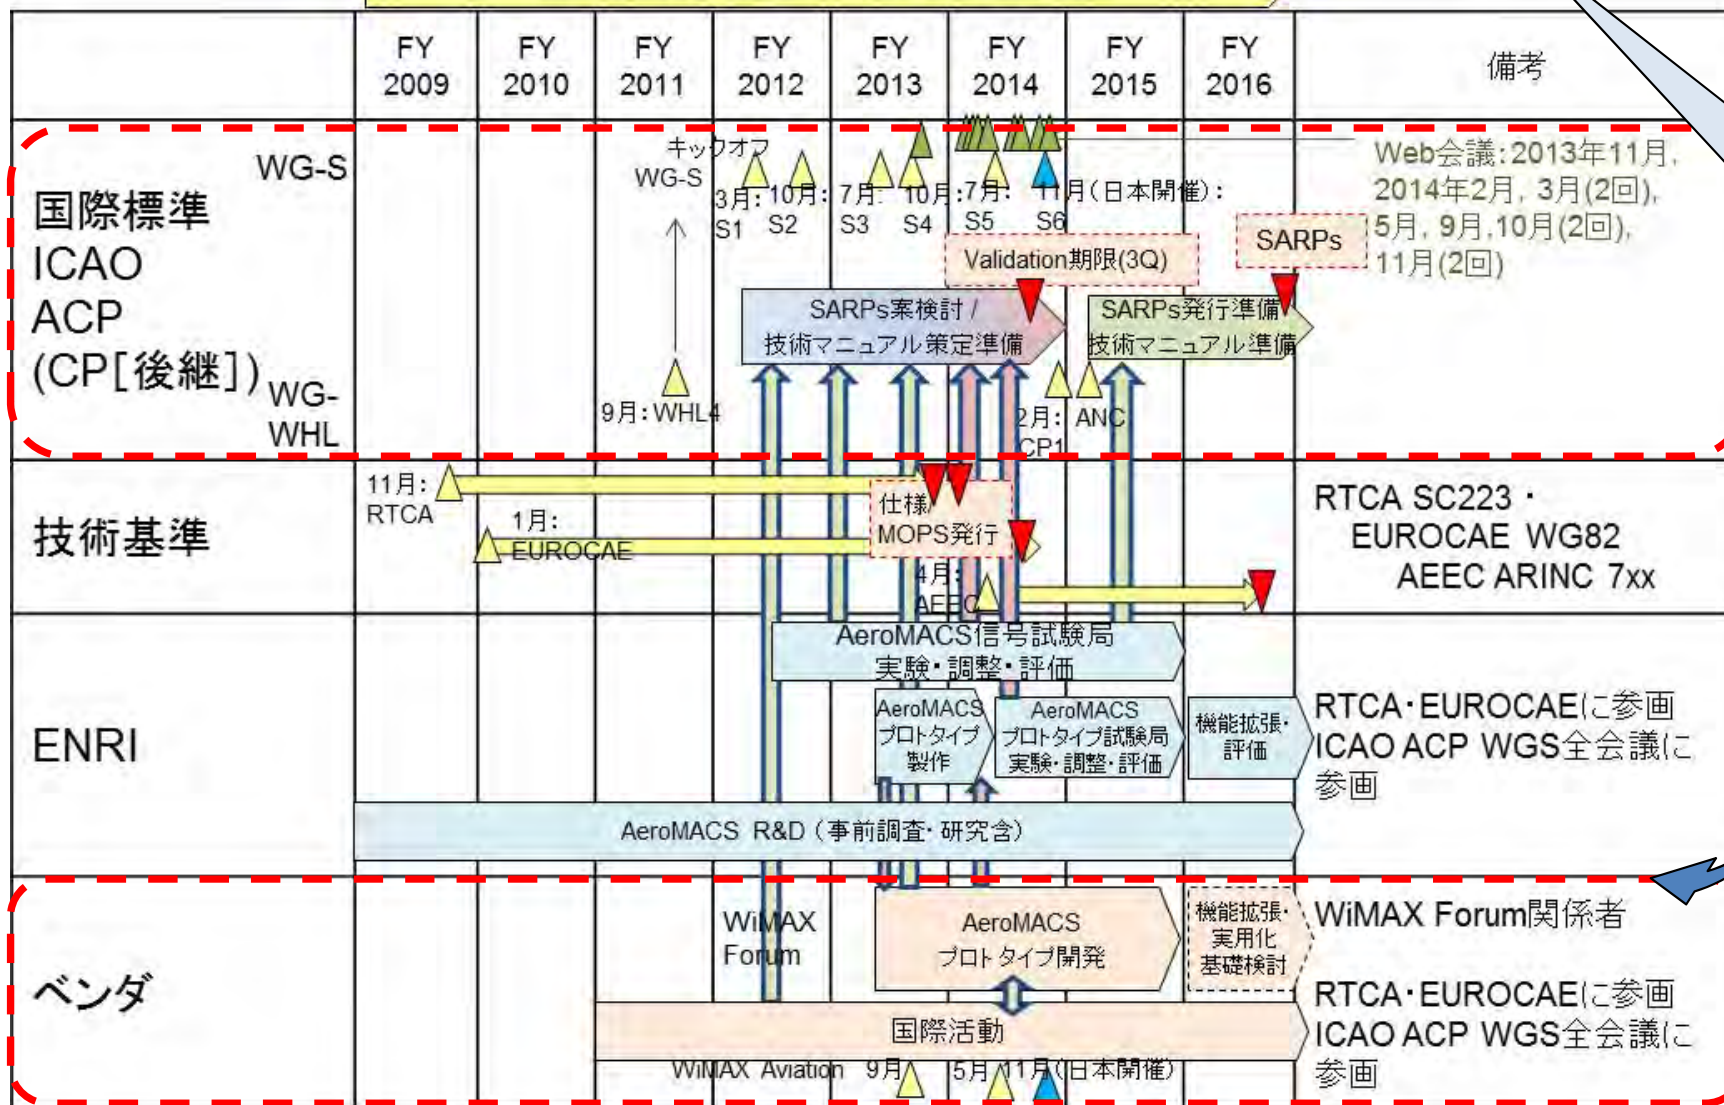 FY
2009
FY
2010
FY
2011
FY
2012
FY
2013
FY
2014
FY
2015
FY
2016
備考
国際標準
ICAO
ACP
(CP[後継])
WG-S
WG-
WHL
キックオフ
WG-S
3月:
S1
10月:
S2
7月:
S3
10月:
S4
7月:
S5
11月(日本開催):
S6
Validation期限(3Q)
SARPs
SARPs案検討 /
技術マニュアル策定準備
SARPs発行準備
技術マニュアル準備
9月: WHL4
2月:
CP1
ANC
Web会議:2013年11月,
2014年2月, 3月(2回),
5月, 9月,10月(2回),
11月(2回)
技術基準
11月:
RTCA
1月:
EUROCAE
仕様/
MOPS発行
4月:
AEEC
RTCA SC223・
EUROCAE WG82
AEEC ARINC 7xx
ENRI
AeroMACS信号試験局
実験・調整・評価
AeroMACS
プロトタイプ
製作
AeroMACS
プロトタイプ試験局
実験・調整・評価
機能拡張・
評価
AeroMACS R&D (事前調査・研究含)
RTCA・EUROCAEに参画
ICAO ACP WGS全会議に
参画
ベンダ
WiMAX
Forum
AeroMACS
プロトタイプ開発
機能拡張・
実用化
基礎検討
国際活動
WiMAX Aviation
9月
5月
11月(日本開催)
WiMAX Forum関係者
RTCA・EUROCAEに参画
ICAO ACP WGS全会議に
参画